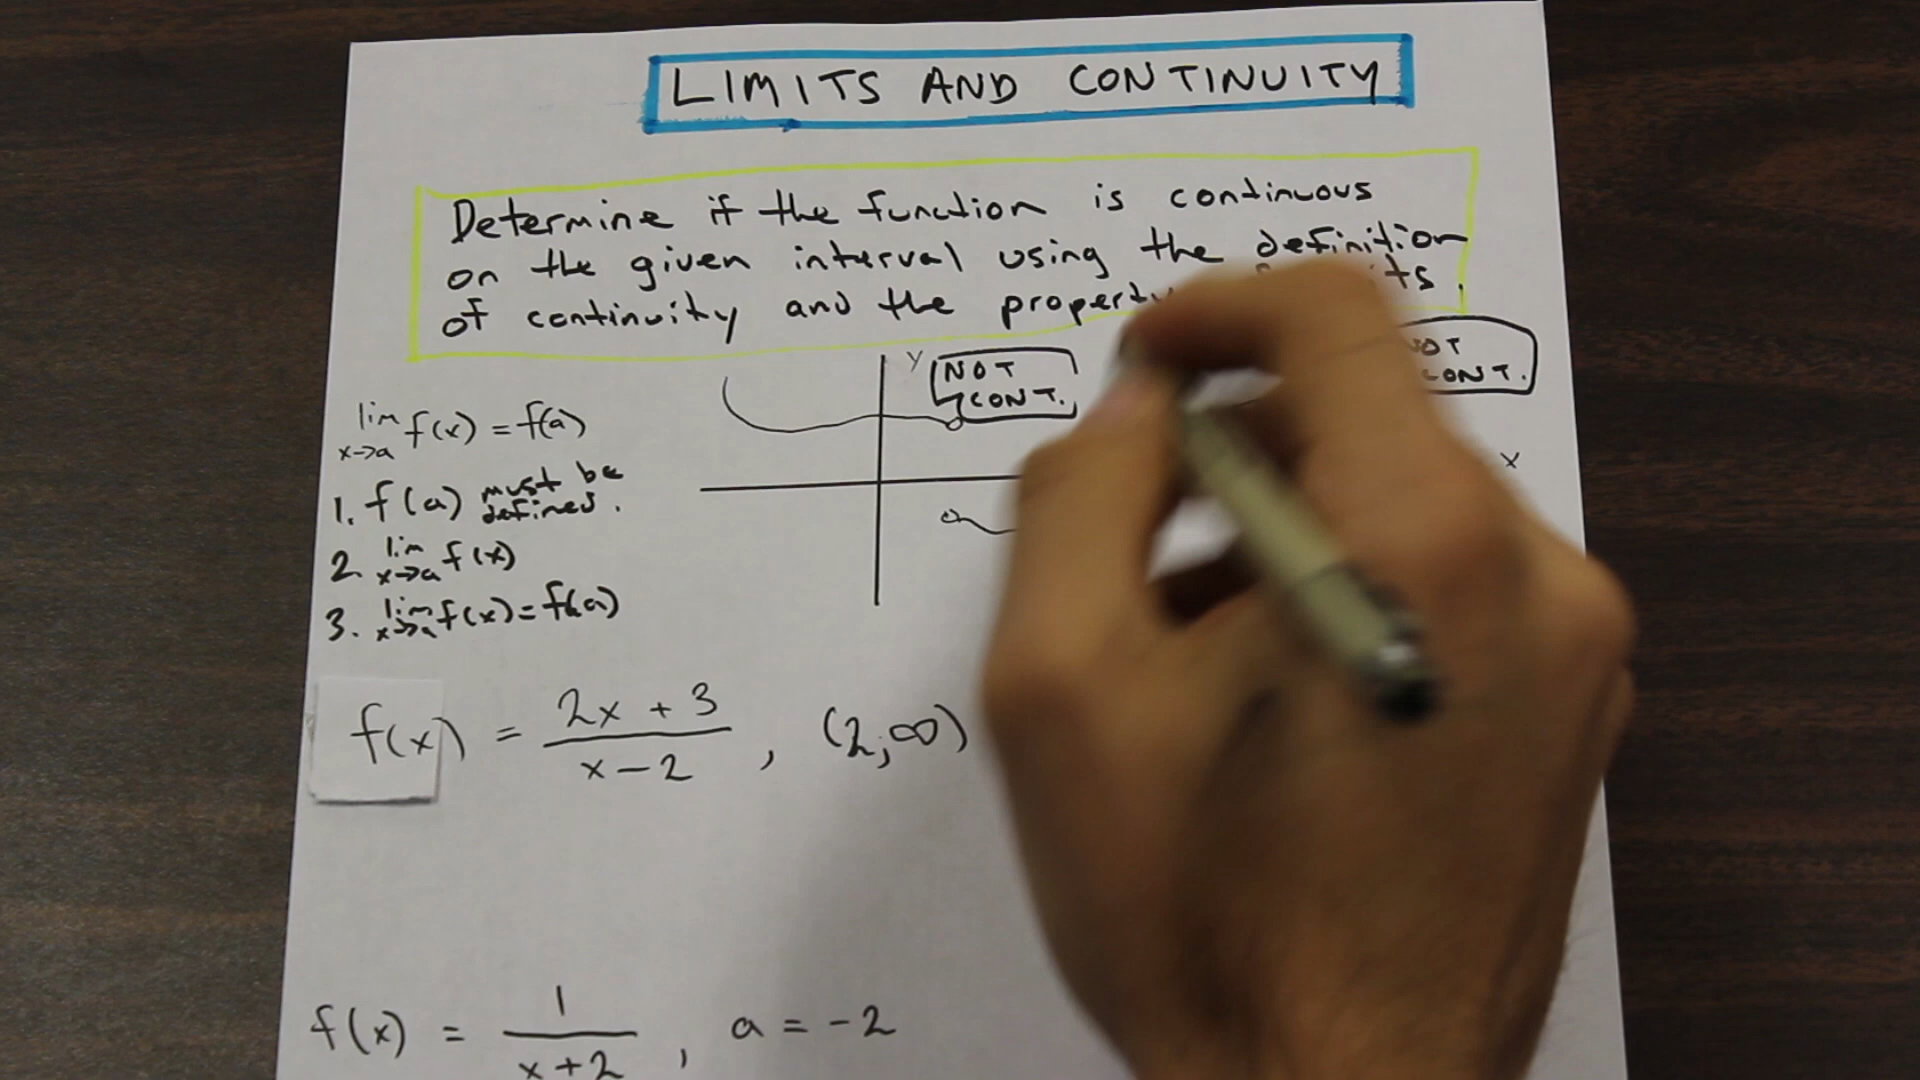 LIMITS AND CONTINUITY
Determine if the function is continuous
on the given interval using the definition
of continuity and the property
y
NOT
CONT.
NOT
CONT.
x
lim x→a f(x) = f(a)
1. f(a) must be defined.
2. lim x→a f(x)
3. lim x→a f(x) = f(a)
f(x) = 2x + 3 / x - 2 , (2,∞)
f(x) = 1 / x + 2 , a = -2